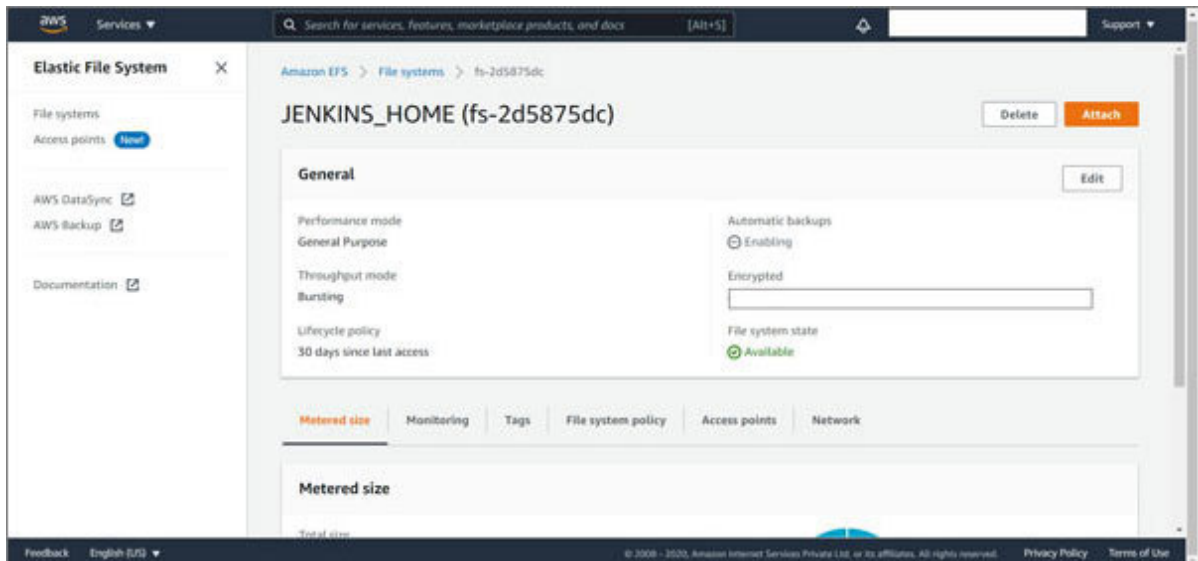 aws
Services ▼
Search for services, features, marketplace products, and docs [Alt+S]
Support ▼
Elastic File System
File systems
Access points New!
AWS DataSync
AWS Backup
Documentation
Amazon EFS > File systems > fs-2d5875dc
JENKINS_HOME (fs-2d5875dc)
Delete
Attach
General
Edit
Performance mode
General Purpose
Throughput mode
Bursting
Lifecycle policy
30 days since last access
Automatic backups
Enabling
Encrypted
File system state
Available
Metered size
Monitoring
Tags
File system policy
Access points
Network
Metered size
Total size
Feedback
English (US) ▼
© 2008 - 2020, Amazon Internet Services Private Ltd. or its affiliates. All rights reserved.
Privacy Policy
Terms of Use